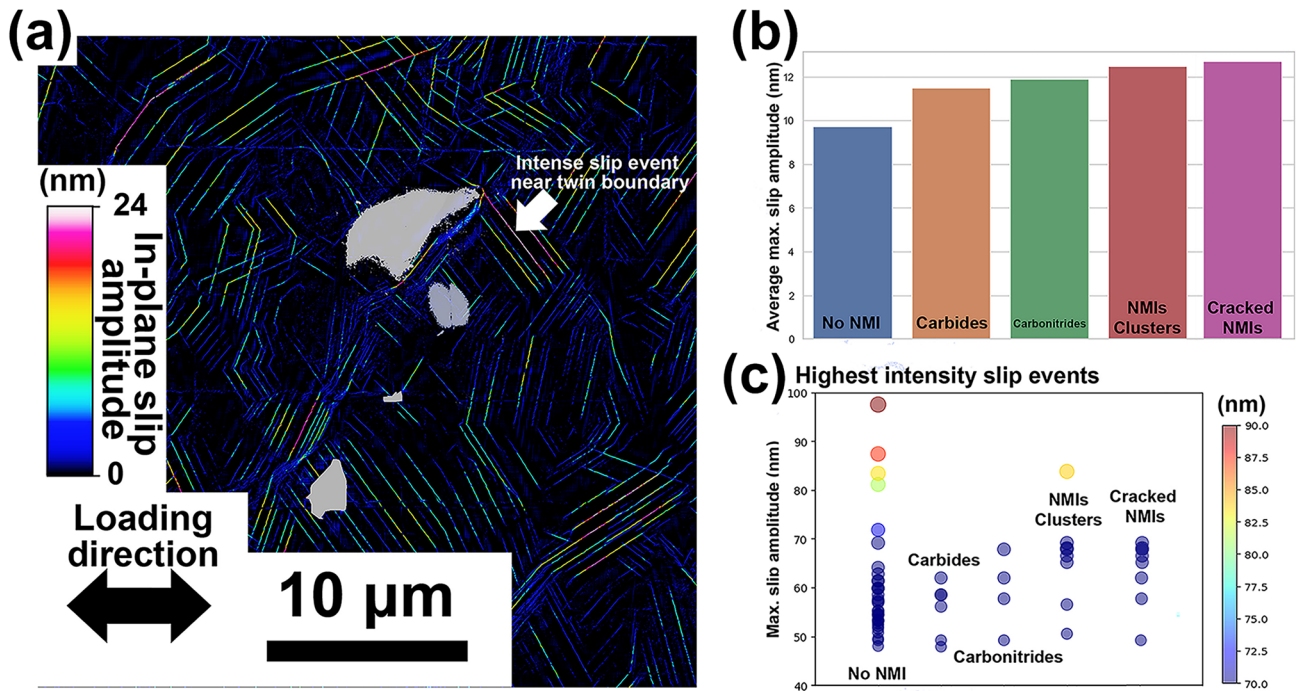 (a)
Intense slip event
near twin boundary
(nm)
24
In-plane slip
amplitude
0
Loading
direction
10 µm
(b)
Average max. slip amplitude (nm)
12
10
8
6
4
2
0
No NMI
Carbides
Carbonitrides
NMIs
Clusters
Cracked
NMIs
(c)
Highest intensity slip events
Max. slip amplitude (nm)
100
90
80
70
60
50
40
No NMI
Carbides
Carbonitrides
NMIs
Clusters
Cracked
NMIs
(nm)
90.0
87.5
85.0
82.5
80.0
77.5
75.0
72.5
70.0